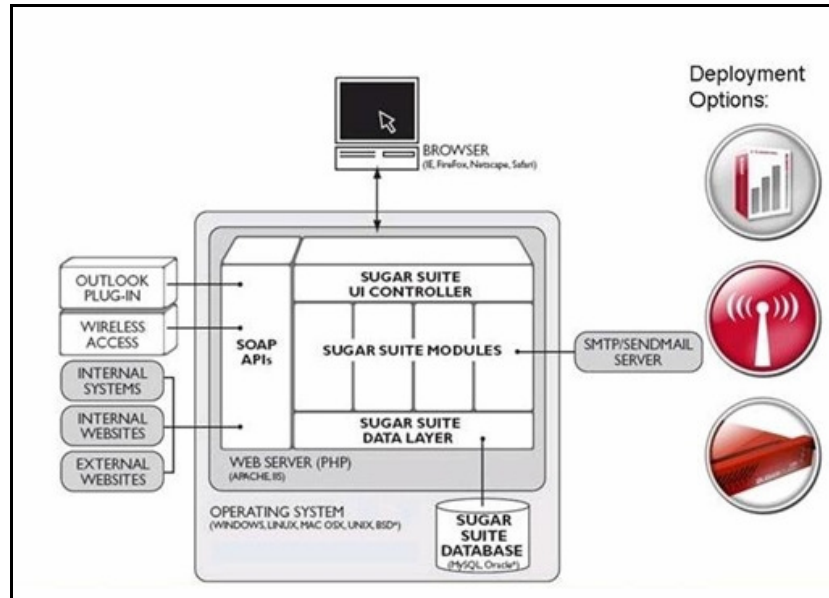 Deployment
Options:
BROWSER
(IE, FireFox, Netscape, Safari)
OUTLOOK
PLUG-IN
WIRELESS
ACCESS
INTERNAL
SYSTEMS
INTERNAL
WEBSITES
EXTERNAL
WEBSITES
SOAP
APIs
SUGAR SUITE
UI CONTROLLER
SUGAR SUITE MODULES
SUGAR SUITE
DATA LAYER
SMTP/SENDMAIL
SERVER
WEB SERVER (PHP)
(APACHE, IIS)
OPERATING SYSTEM
(WINDOWS, LINUX, MAC OSX, UNIX, BSD*)
SUGAR
SUITE
DATABASE
(MySQL, Oracle*)